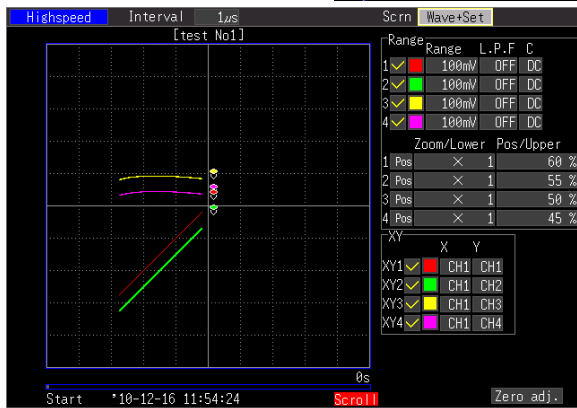 Highspeed Interval 1µs Scrn Wave+Set
[test No1]
Range Range L.P.F C
1 100mV OFF DC
2 100mV OFF DC
3 100mV OFF DC
4 100mV OFF DC
Zoom/Lower Pos/Upper
1 Pos × 1 60 %
2 Pos × 1 55 %
3 Pos × 1 50 %
4 Pos × 1 45 %
XY X Y
XY1 CH1 CH1
XY2 CH1 CH2
XY3 CH1 CH3
XY4 CH1 CH4
0s
Start '10-12-16 11:54:24 Scroll Zero adj.